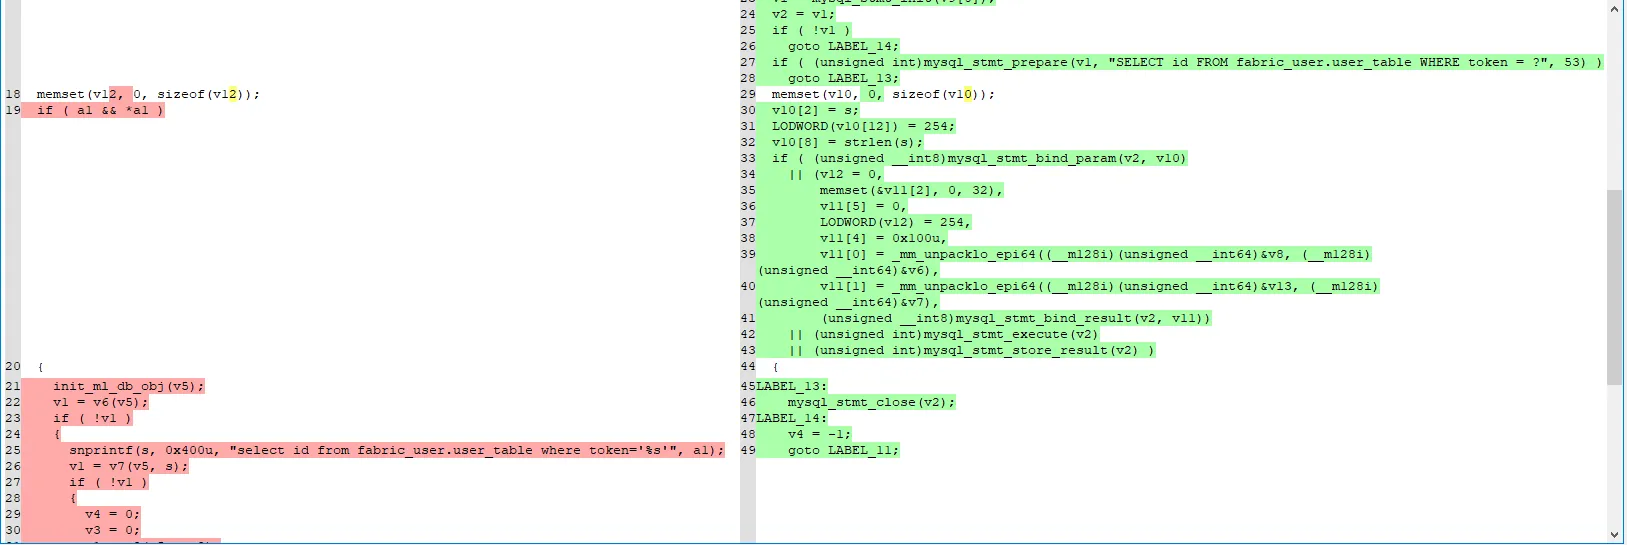 24 v2 = v1;
25 if ( !v1 )
26 goto LABEL_14;
27 if ( (unsigned int)mysql_stmt_prepare(v1, "SELECT id FROM fabric_user.user_table WHERE token = ?", 53) )
28 goto LABEL_13;
18 memset(v12, 0, sizeof(v12));
29 memset(v10, 0, sizeof(v10));
19 if ( a1 && *a1 )
30 v10[2] = s;
31 LODWORD(v10[12]) = 254;
32 v10[8] = strlen(s);
33 if ( (unsigned __int8)mysql_stmt_bind_param(v2, v10)
34 || (v12 = 0,
35 memset(&v11[2], 0, 32),
36 v11[5] = 0,
37 LODWORD(v12) = 254,
38 v11[4] = 0x100u,
39 v11[0] = _mm_unpacklo_epi64((__m128i)(unsigned __int64)&v8, (__m128i)
(unsigned __int64)&v6),
40 v11[1] = _mm_unpacklo_epi64((__m128i)(unsigned __int64)&v13, (__m128i)
(unsigned __int64)&v7),
41 (unsigned __int8)mysql_stmt_bind_result(v2, v11))
42 || (unsigned int)mysql_stmt_execute(v2)
43 || (unsigned int)mysql_stmt_store_result(v2) )
20 {
44 {
21 init_ml_db_obj(v5);
45 LABEL_13:
22 v1 = v6(v5);
46 mysql_stmt_close(v2);
23 if ( !v1 )
47 LABEL_14:
24 {
48 v4 = -1;
25 snprintf(s, 0x400u, "select id from fabric_user.user_table where token='%s'", a1);
49 goto LABEL_11;
26 v1 = v7(v5, s);
27 if ( !v1 )
28 {
29 v4 = 0;
30 v3 = 0;